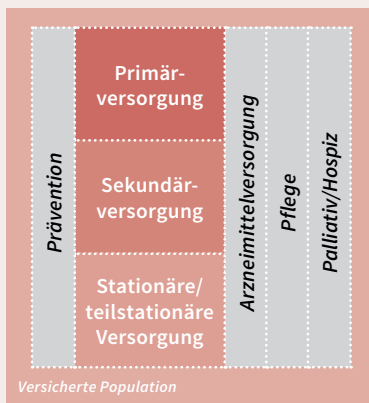 Prävention
Primär-
versorgung
Sekundär-
versorgung
Stationäre/
teilstationäre
Versorgung
Arzneimittelversorgung
Pflege
Palliativ/Hospiz
Versicherte Population